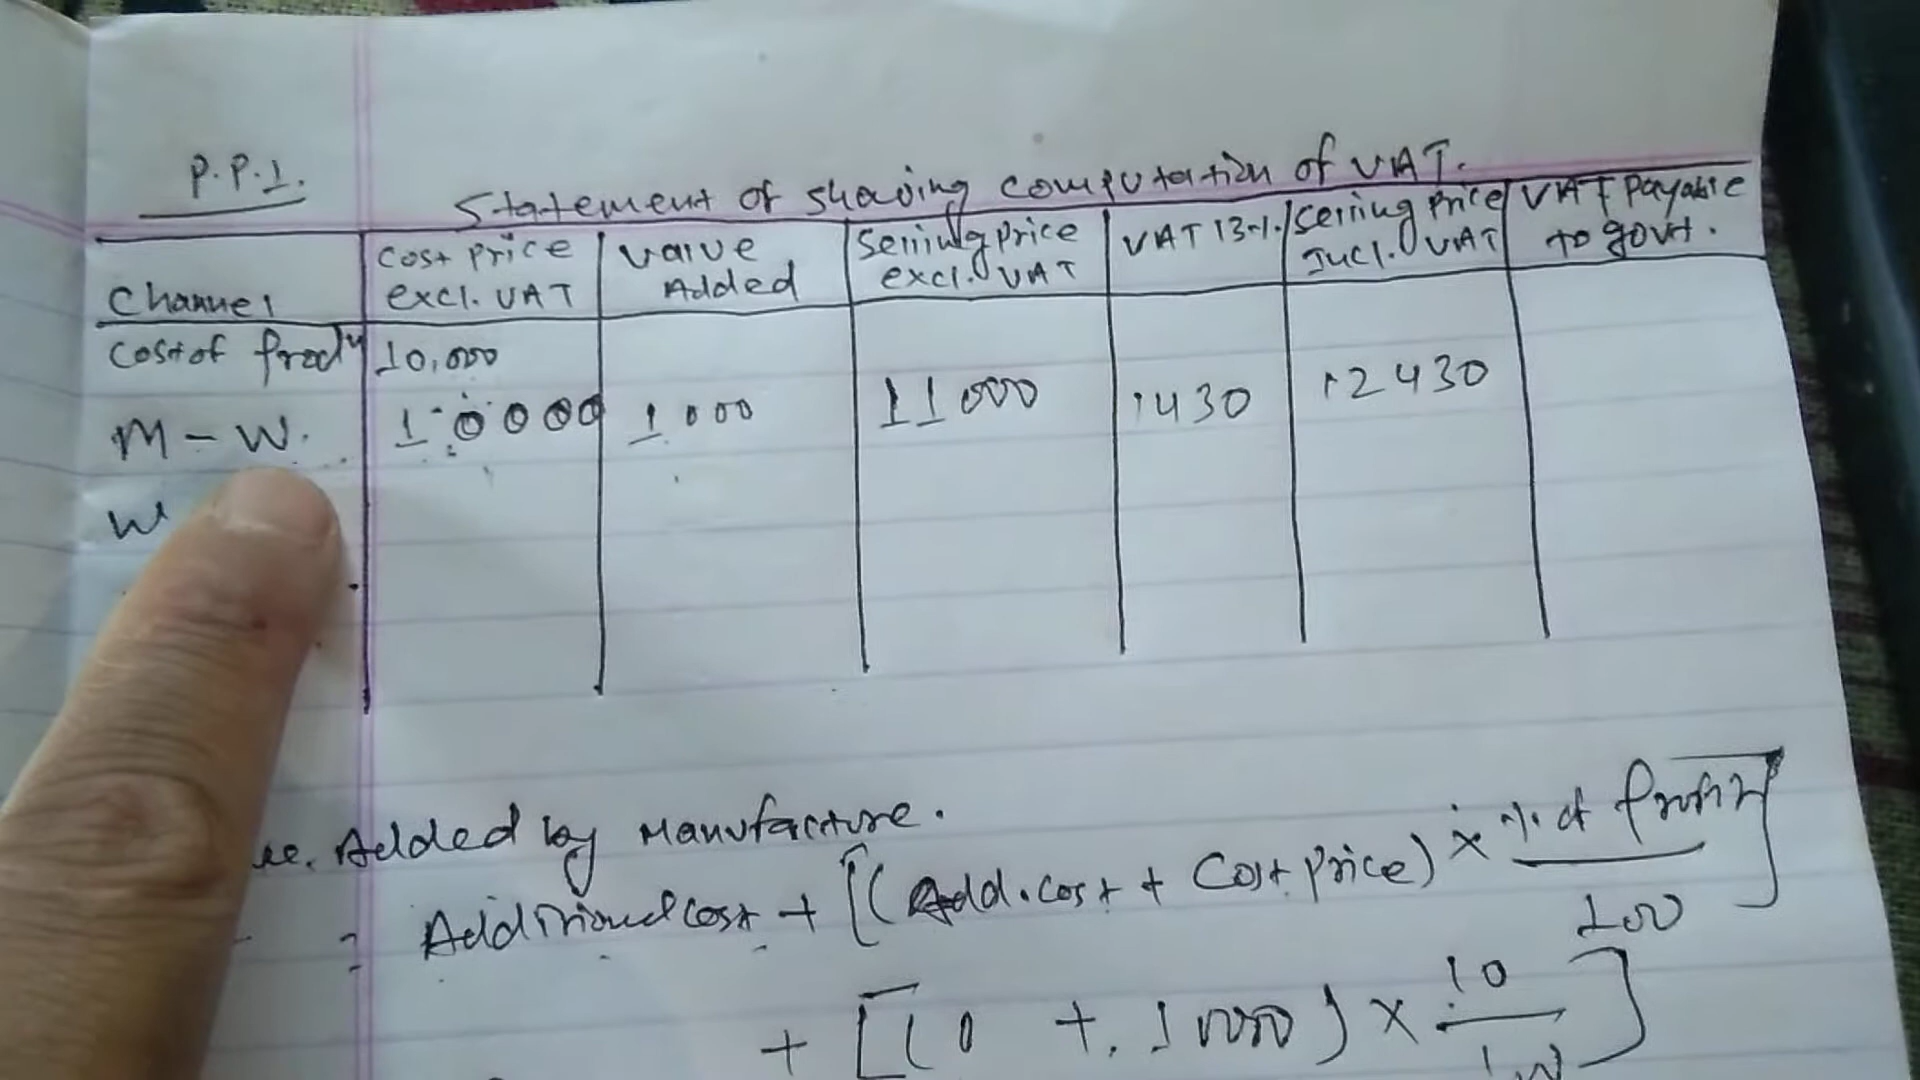 P.P.1.
Statement of showing computation of VAT.
Channel | Cost price excl. VAT | Value Added | Selling price excl. VAT | VAT 13% | Selling Price Incl. VAT | VAT Payable to govt.
Cost of prodn | 10,000
M - W. | 10000 | 1000 | 11000 | 1430 | 12430
W
Added by Manufacture.
= Additional cost + [(Add. cost + Cost Price) × % of Profit / 100]
+ [(0 + 10000) × 10 / 100]